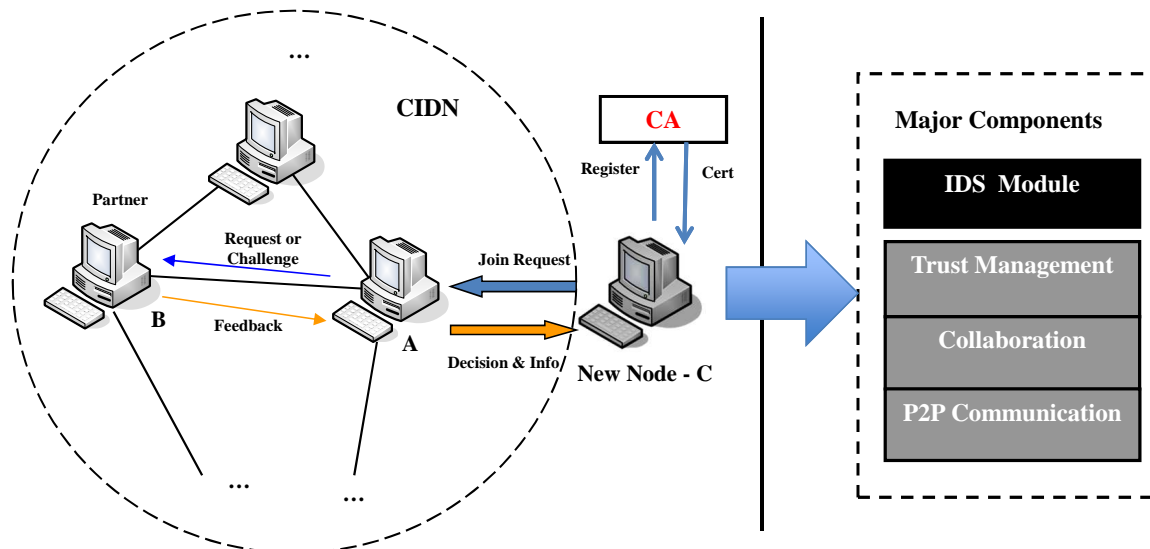 ...
CIDN
CA
Register
Cert
Partner
Request or
Challenge
Join Request
B
Feedback
A
Decision & Info
New Node - C
...
...
Major Components
IDS Module
Trust Management
Collaboration
P2P Communication